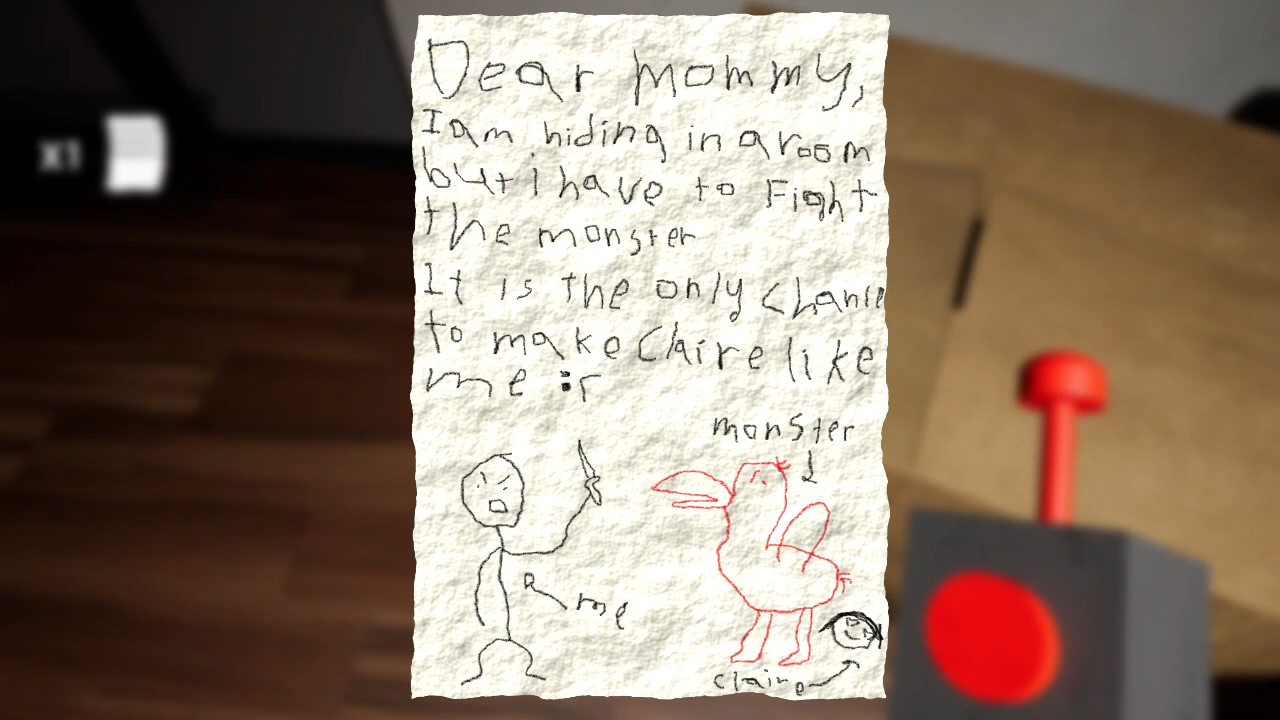 Dear mommy,
x1
I am hiding in a room
but i have to Fight
the monster
It is the only chance
to make Claire like
me :r
monster
me
Claire